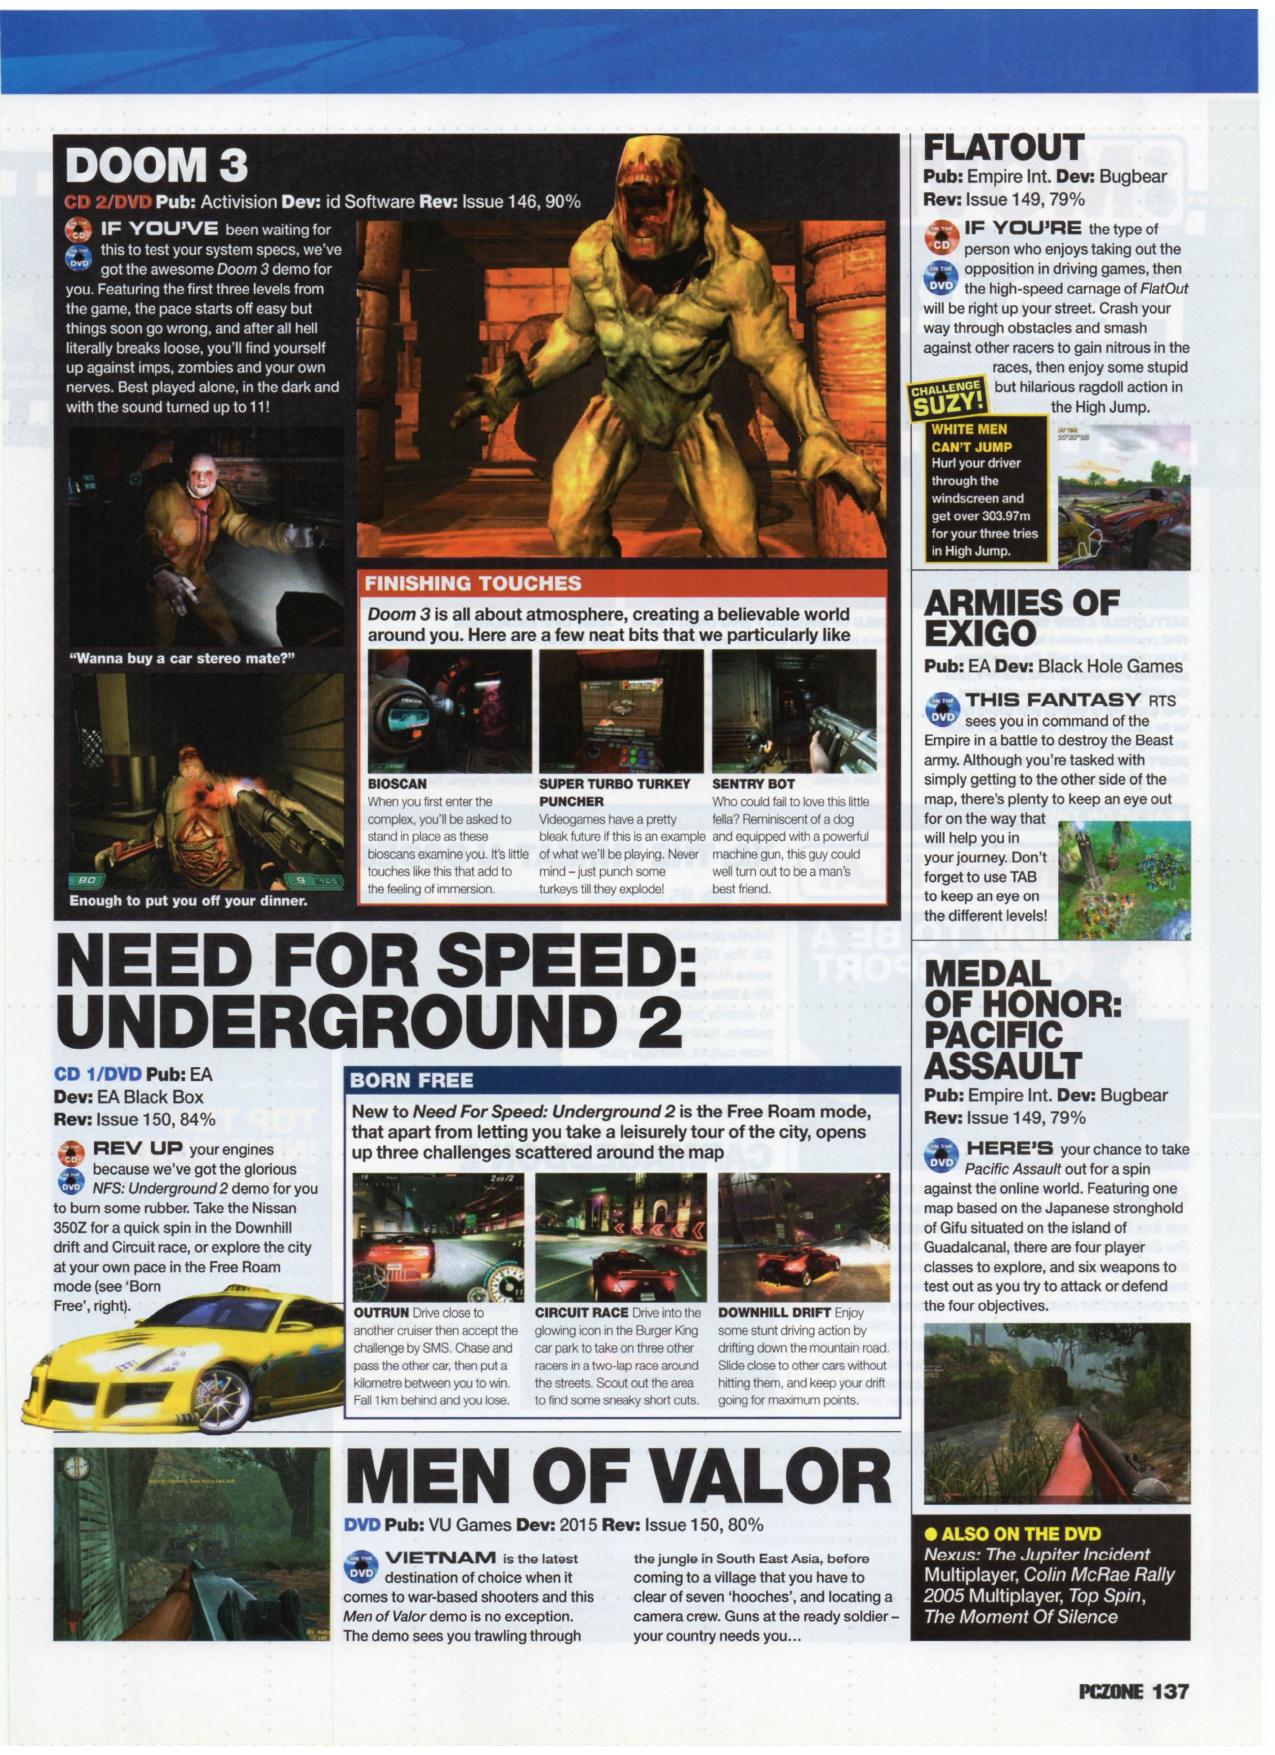 DOOM 3
CD 2/DVD Pub: Activision Dev: id Software Rev: Issue 146, 90%
IF YOU'VE been waiting for
this to test your system specs, we've
got the awesome Doom 3 demo for
you. Featuring the first three levels from
the game, the pace starts off easy but
things soon go wrong, and after all hell
literally breaks loose, you'll find yourself
up against imps, zombies and your own
nerves. Best played alone, in the dark and
with the sound turned up to 11!
"Wanna buy a car stereo mate?"
Enough to put you off your dinner.
FINISHING TOUCHES
Doom 3 is all about atmosphere, creating a believable world
around you. Here are a few neat bits that we particularly like
BIOSCAN
When you first enter the
complex, you'll be asked to
stand in place as these
bioscans examine you. It's little
touches like this that add to
the feeling of immersion.
SUPER TURBO TURKEY
PUNCHER
Videogames have a pretty
bleak future if this is an example
of what we'll be playing. Never
mind – just punch some
turkeys till they explode!
SENTRY BOT
Who could fail to love this little
fella? Reminiscent of a dog
and equipped with a powerful
machine gun, this guy could
well turn out to be a man's
best friend.
NEED FOR SPEED:
UNDERGROUND 2
CD 1/DVD Pub: EA
Dev: EA Black Box
Rev: Issue 150, 84%
REV UP your engines
because we've got the glorious
NFS: Underground 2 demo for you
to burn some rubber. Take the Nissan
350Z for a quick spin in the Downhill
drift and Circuit race, or explore the city
at your own pace in the Free Roam
mode (see 'Born
Free', right).
BORN FREE
New to Need For Speed: Underground 2 is the Free Roam mode,
that apart from letting you take a leisurely tour of the city, opens
up three challenges scattered around the map
OUTRUN Drive close to
another cruiser then accept the
challenge by SMS. Chase and
pass the other car, then put a
kilometre between you to win.
Fall 1km behind and you lose.
CIRCUIT RACE Drive into the
glowing icon in the Burger King
car park to take on three other
racers in a two-lap race around
the streets. Scout out the area
to find some sneaky short cuts.
DOWNHILL DRIFT Enjoy
some stunt driving action by
drifting down the mountain road.
Slide close to other cars without
hitting them, and keep your drift
going for maximum points.
MEN OF VALOR
DVD Pub: VU Games Dev: 2015 Rev: Issue 150, 80%
VIETNAM is the latest
destination of choice when it
comes to war-based shooters and this
Men of Valor demo is no exception.
The demo sees you trawling through
the jungle in South East Asia, before
coming to a village that you have to
clear of seven 'hooches', and locating a
camera crew. Guns at the ready soldier –
your country needs you...
FLATOUT
Pub: Empire Int. Dev: Bugbear
Rev: Issue 149, 79%
IF YOU'RE the type of
person who enjoys taking out the
opposition in driving games, then
the high-speed carnage of FlatOut
will be right up your street. Crash your
way through obstacles and smash
against other racers to gain nitrous in the
races, then enjoy some stupid
but hilarious ragdoll action in
the High Jump.
CHALLENGE
SUZY!
WHITE MEN
CAN'T JUMP
Hurl your driver
through the
windscreen and
get over 303.97m
for your three tries
in High Jump.
ARMIES OF
EXIGO
Pub: EA Dev: Black Hole Games
THIS FANTASY RTS
sees you in command of the
Empire in a battle to destroy the Beast
army. Although you're tasked with
simply getting to the other side of the
map, there's plenty to keep an eye out
for on the way that
will help you in
your journey. Don't
forget to use TAB
to keep an eye on
the different levels!
MEDAL
OF HONOR:
PACIFIC
ASSAULT
Pub: Empire Int. Dev: Bugbear
Rev: Issue 149, 79%
HERE'S your chance to take
Pacific Assault out for a spin
against the online world. Featuring one
map based on the Japanese stronghold
of Gifu situated on the island of
Guadalcanal, there are four player
classes to explore, and six weapons to
test out as you try to attack or defend
the four objectives.
ALSO ON THE DVD
Nexus: The Jupiter Incident
Multiplayer, Colin McRae Rally
2005 Multiplayer, Top Spin,
The Moment Of Silence
PCZONE 137